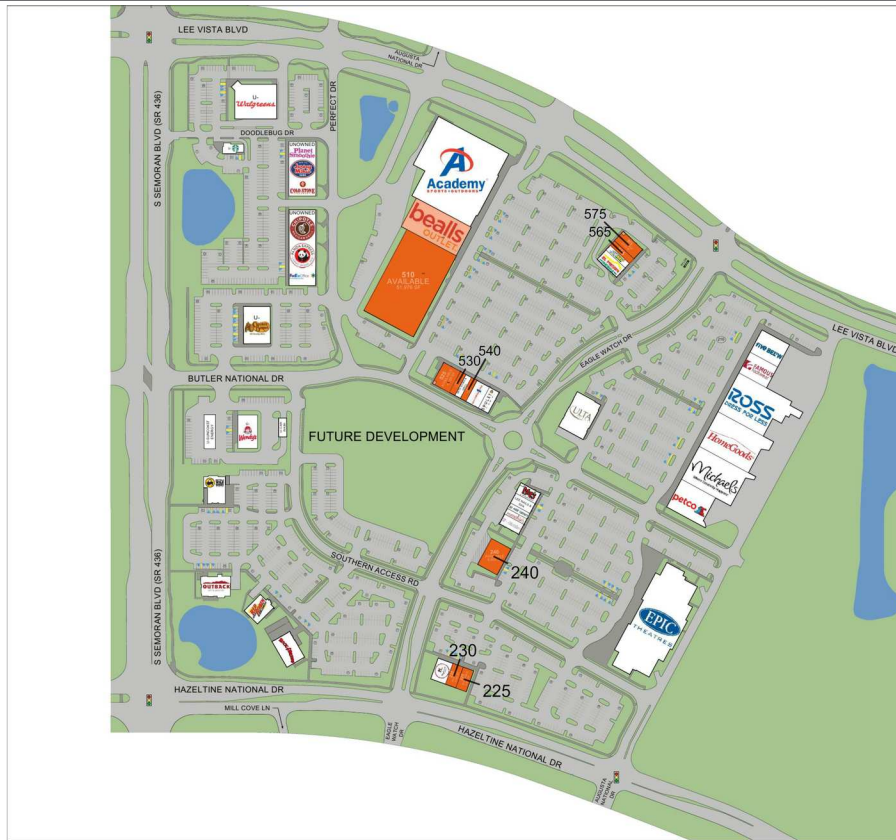 LEE VISTA BLVD
AUGUSTA
NATIONAL DR
S SEMORAN BLVD (SR 436)
U-
Walgreens
PERFECT DR
DOODLEBUG DR
UNOWNED
Planet
Smoothie
UNOWNED
Academy
SPORTS+OUTDOORS
bealls
OUTLET
510
AVAILABLE
575
565
530
540
EAGLE WATCH DR
LEE VISTA BLVD
U-
BUTLER NATIONAL DR
FUTURE DEVELOPMENT
Wendy's
ULTA
FIVE BELOW
FAMOUS
ROSS
DRESS FOR LESS
HomeGoods
Michaels
petco
240
SOUTHERN ACCESS RD
S SEMORAN BLVD (SR 436)
OUTBACK
EPIC
THEATRES
230
225
HAZELTINE NATIONAL DR
MILL COVE LN
EAGLE
WATCH
DR
HAZELTINE NATIONAL DR
AUGUSTA
NATIONAL
DR